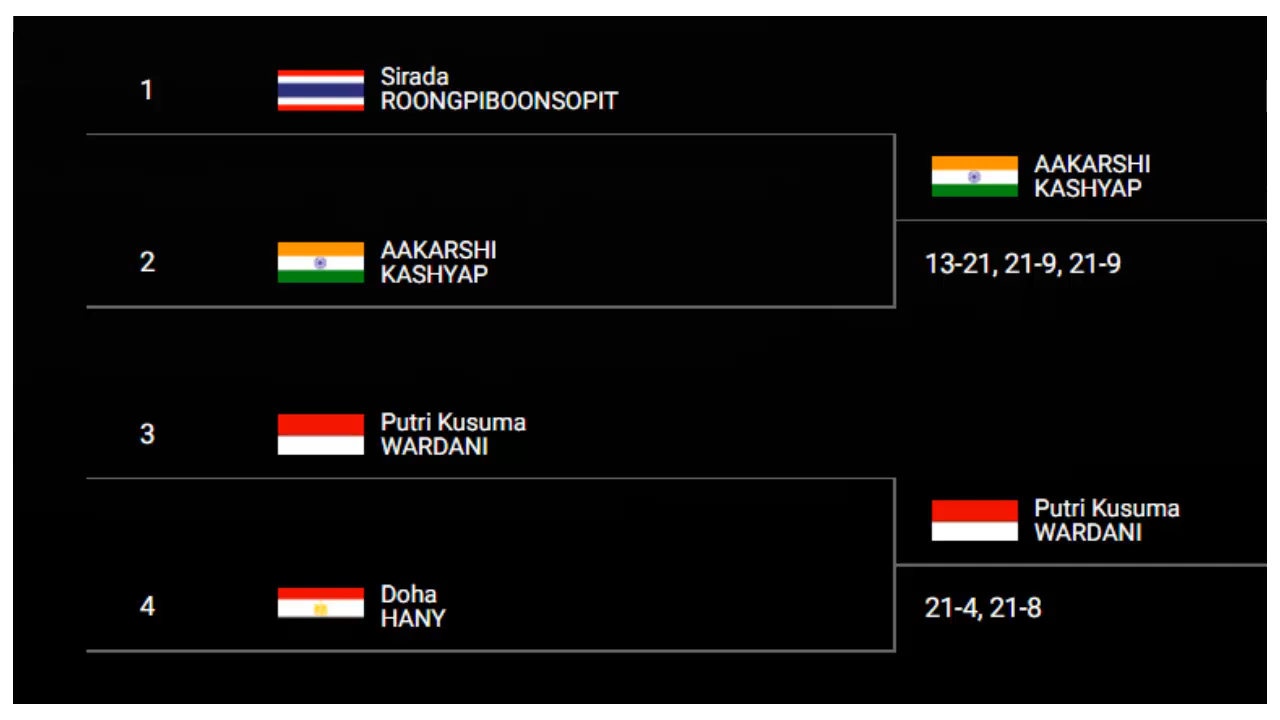 1
Sirada
ROONGPIBOONSOPIT
AAKARSHI
KASHYAP
2
AAKARSHI
KASHYAP
13-21, 21-9, 21-9
3
Putri Kusuma
WARDANI
Putri Kusuma
WARDANI
4
Doha
HANY
21-4, 21-8